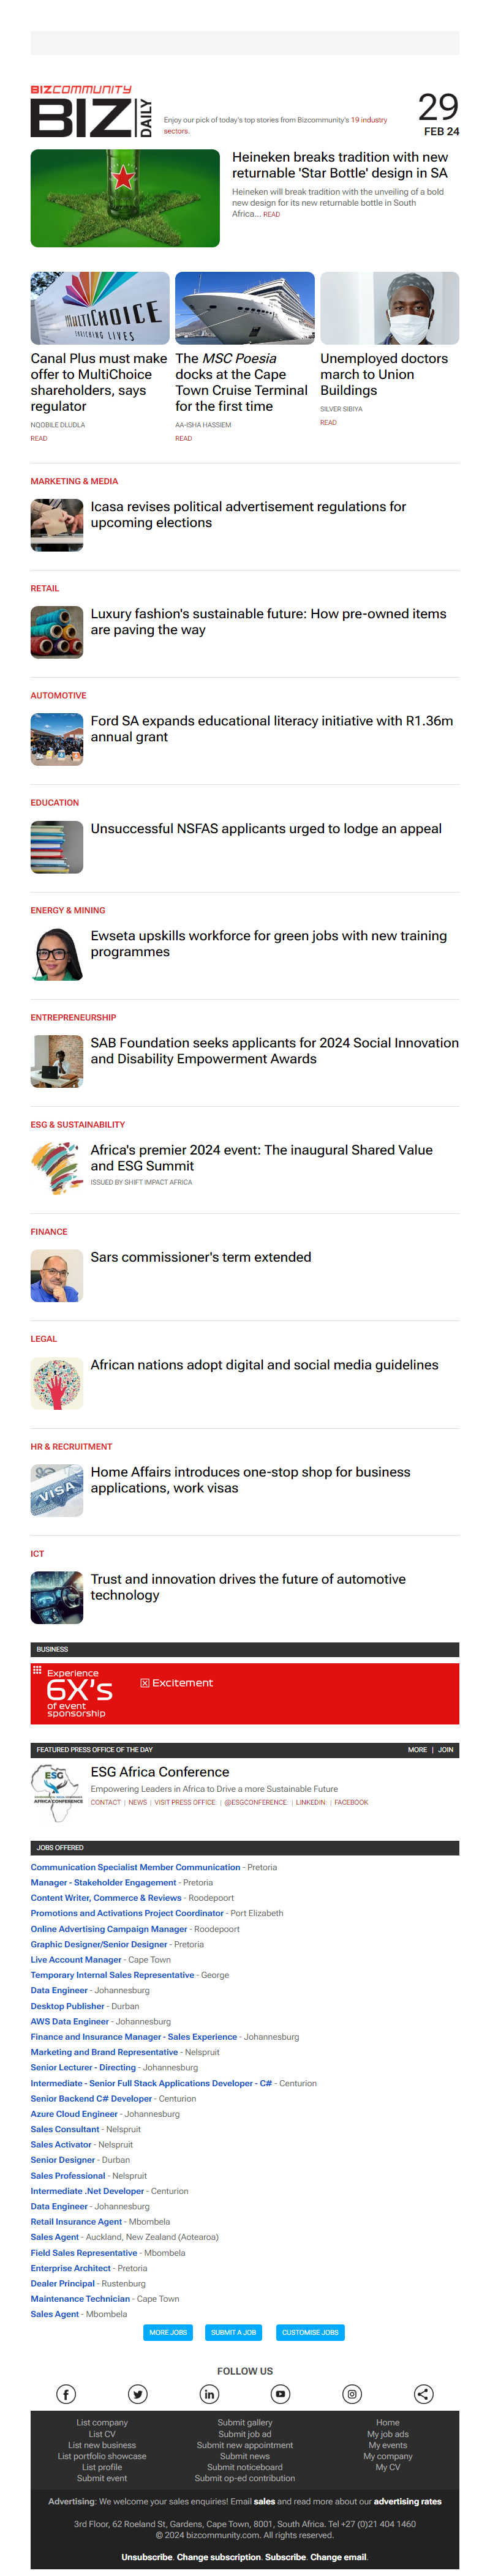 BIZCOMMUNITY
BIZ DAILY
Enjoy our pick of today's top stories from Bizcommunity's 19 industry
sectors.
29
FEB 24
Heineken breaks tradition with new
returnable 'Star Bottle' design in SA
Heineken will break tradition with the unveiling of a bold
new design for its new returnable bottle in South
Africa... READ
MULTICHOICE
ENRICHING LIVES
Canal Plus must make
offer to MultiChoice
shareholders, says
regulator
NQOBILE DLUDLA
READ
The MSC Poesia
docks at the Cape
Town Cruise Terminal
for the first time
AA-ISHA HASSIEM
READ
Unemployed doctors
march to Union
Buildings
SILVER SIBIYA
READ
MARKETING & MEDIA
Icasa revises political advertisement regulations for
upcoming elections
RETAIL
Luxury fashion's sustainable future: How pre-owned items
are paving the way
AUTOMOTIVE
Ford SA expands educational literacy initiative with R1.36m
annual grant
EDUCATION
Unsuccessful NSFAS applicants urged to lodge an appeal
ENERGY & MINING
Ewseta upskills workforce for green jobs with new training
programmes
ENTREPRENEURSHIP
SAB Foundation seeks applicants for 2024 Social Innovation
and Disability Empowerment Awards
ESG & SUSTAINABILITY
Africa's premier 2024 event: The inaugural Shared Value
and ESG Summit
ISSUED BY SHIFT IMPACT AFRICA
FINANCE
Sars commissioner's term extended
LEGAL
African nations adopt digital and social media guidelines
HR & RECRUITMENT
Home Affairs introduces one-stop shop for business
applications, work visas
VISA
ICT
Trust and innovation drives the future of automotive
technology
BUSINESS
Experience
6X's
of event
sponsorship
Excitement
FEATURED PRESS OFFICE OF THE DAY
MORE | JOIN
ESG
AFRICA CONFERENCE
ESG Africa Conference
Empowering Leaders in Africa to Drive a more Sustainable Future
CONTACT | NEWS | VISIT PRESS OFFICE: | @ESGCONFERENCE: | LINKEDIN: | FACEBOOK
JOBS OFFERED
Communication Specialist Member Communication - Pretoria
Manager - Stakeholder Engagement - Pretoria
Content Writer, Commerce & Reviews - Roodepoort
Promotions and Activations Project Coordinator - Port Elizabeth
Online Advertising Campaign Manager - Roodepoort
Graphic Designer/Senior Designer - Pretoria
Live Account Manager - Cape Town
Temporary Internal Sales Representative - George
Data Engineer - Johannesburg
Desktop Publisher - Durban
AWS Data Engineer - Johannesburg
Finance and Insurance Manager - Sales Experience - Johannesburg
Marketing and Brand Representative - Nelspruit
Senior Lecturer - Directing - Johannesburg
Intermediate - Senior Full Stack Applications Developer - C# - Centurion
Senior Backend C# Developer - Centurion
Azure Cloud Engineer - Johannesburg
Sales Consultant - Nelspruit
Sales Activator - Nelspruit
Senior Designer - Durban
Sales Professional - Nelspruit
Intermediate .Net Developer - Centurion
Data Engineer - Johannesburg
Retail Insurance Agent - Mbombela
Sales Agent - Auckland, New Zealand (Aotearoa)
Field Sales Representative - Mbombela
Enterprise Architect - Pretoria
Dealer Principal - Rustenburg
Maintenance Technician - Cape Town
Sales Agent - Mbombela
MORE JOBS
SUBMIT A JOB
CUSTOMISE JOBS
FOLLOW US
List company
List CV
List new business
List portfolio showcase
List profile
Submit event
Submit gallery
Submit job ad
Submit new appointment
Submit news
Submit noticeboard
Submit op-ed contribution
Home
My job ads
My events
My company
My CV
Advertising: We welcome your sales enquiries! Email sales and read more about our advertising rates
3rd Floor, 62 Roeland St, Gardens, Cape Town, 8001, South Africa. Tel +27 (0)21 404 1460
© 2024 bizcommunity.com. All rights reserved.
Unsubscribe. Change subscription. Subscribe. Change email.